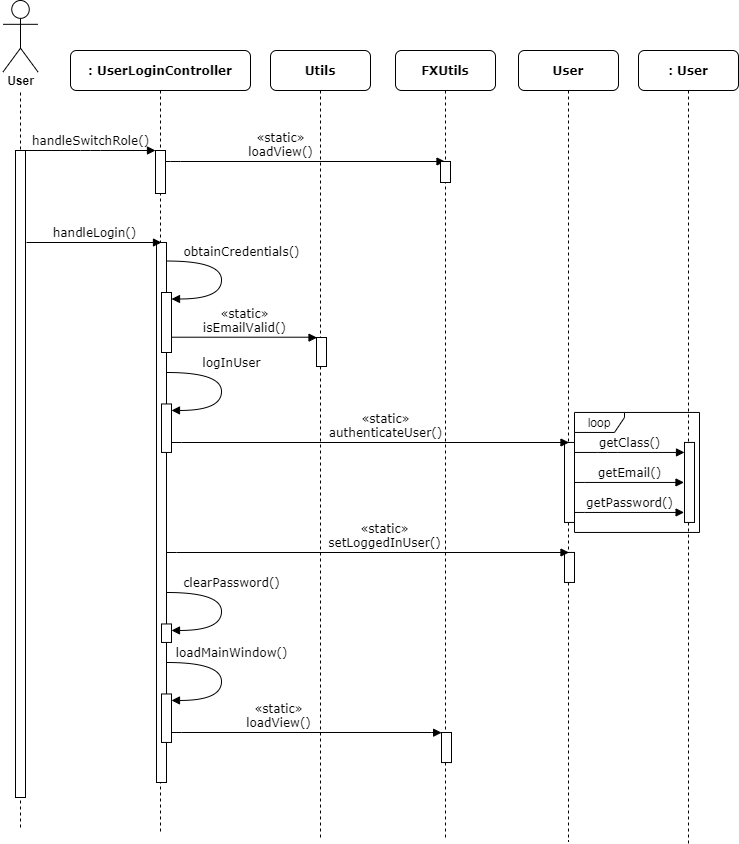 User
: UserLoginController
Utils
FXUtils
User
: User
handleSwitchRole()
«static»
loadView()
handleLogin()
obtainCredentials()
«static»
isEmailValid()
logInUser
«static»
authenticateUser()
loop
getClass()
getEmail()
getPassword()
«static»
setLoggedInUser()
clearPassword()
loadMainWindow()
«static»
loadView()